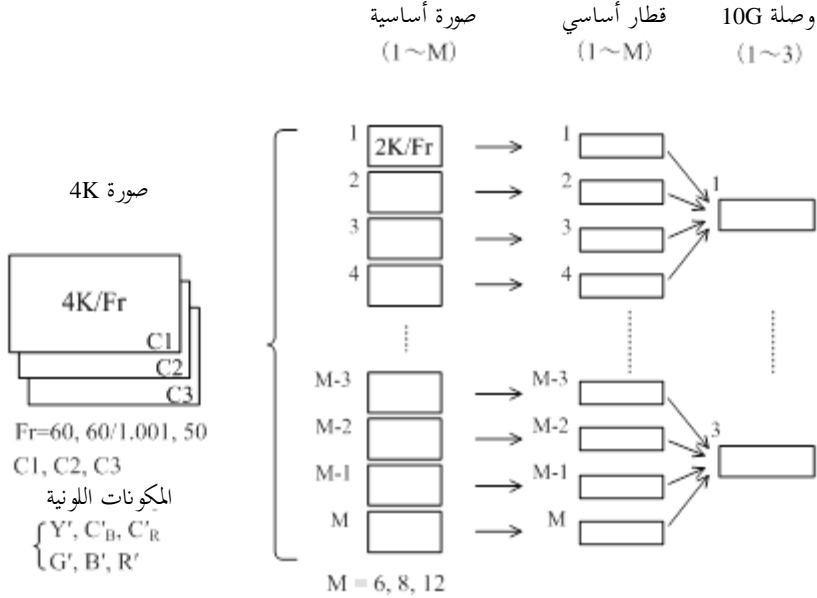 صورة أساسية
(1~M)
قطار أساسي
(1~M)
وصلة 10G
(1~3)
صورة 4K
4K/Fr
C1
C2
C3
Fr=60, 60/1.001, 50
C1, C2, C3
المكونات اللونية
Y′, C′B, C′R
G′, B′, R′
1
2K/Fr
2
3
4
M-3
M-2
M-1
M
M = 6, 8, 12
1
2
3
4
M-3
M-2
M-1
M
1
3